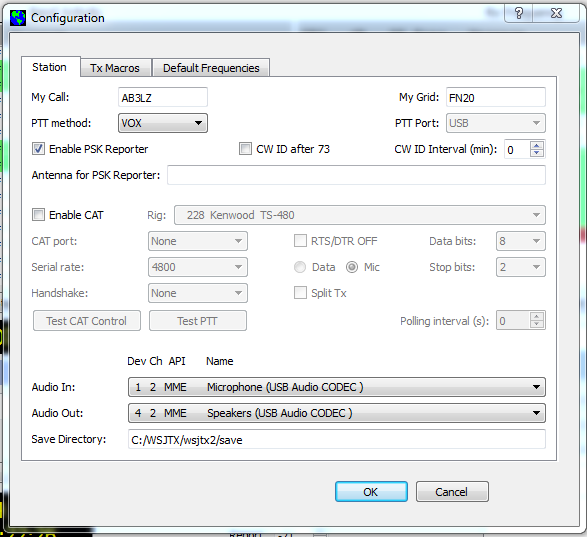 Configuration
Station Tx Macros Default Frequencies
My Call: AB3LZ My Grid: FN20
PTT method: VOX PTT Port: USB
Enable PSK Reporter CW ID after 73 CW ID Interval (min): 0
Antenna for PSK Reporter:
Enable CAT Rig: 228 Kenwood TS-480
CAT port: None RTS/DTR OFF Data bits: 8
Serial rate: 4800 Data Mic Stop bits: 2
Handshake: None Split Tx
Test CAT Control Test PTT Polling interval (s): 0
Dev Ch API Name
Audio In: 1 2 MME Microphone (USB Audio CODEC )
Audio Out: 4 2 MME Speakers (USB Audio CODEC )
Save Directory: C:/WSJTX/wsjtx2/save
OK Cancel